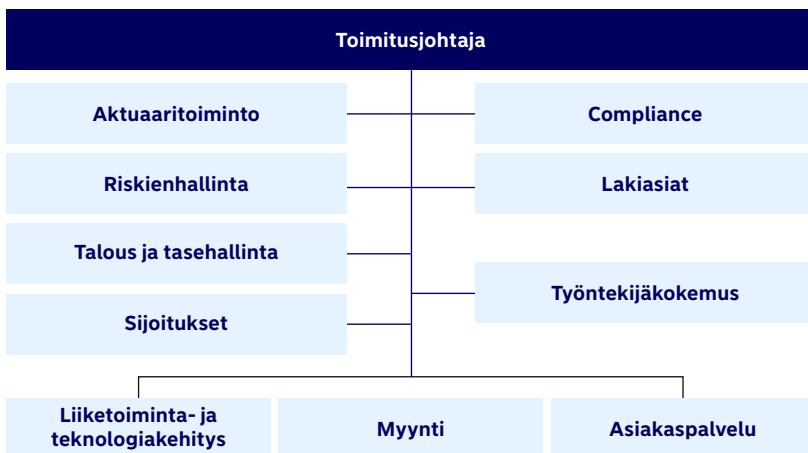 Toimitusjohtaja
Aktuaaritoiminto
Compliance
Riskienhallinta
Lakiasiat
Talous ja tasehallinta
Työntekijäkokemus
Sijoitukset
Liiketoiminta- ja
teknologiakehitys
Myynti
Asiakaspalvelu